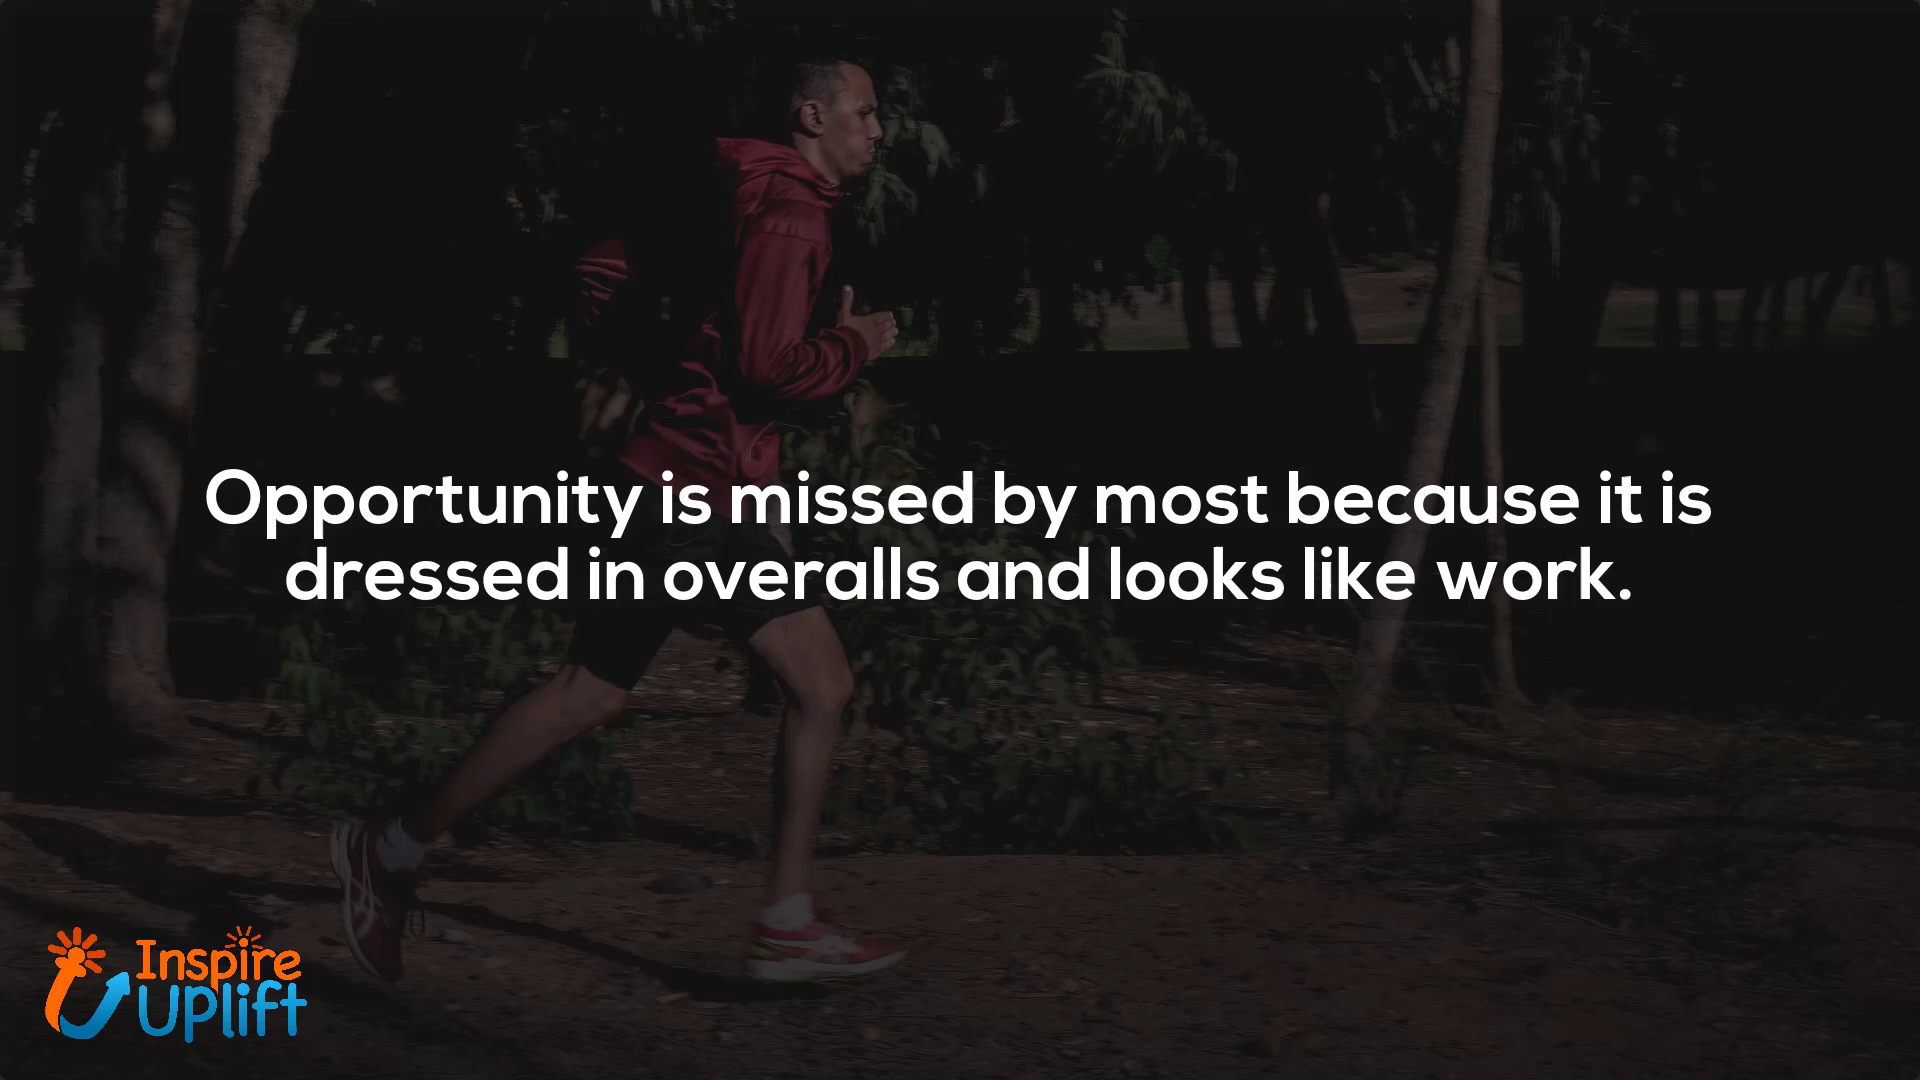 Opportunity is missed by most because it is
dressed in overalls and looks like work.
Inspire
Uplift